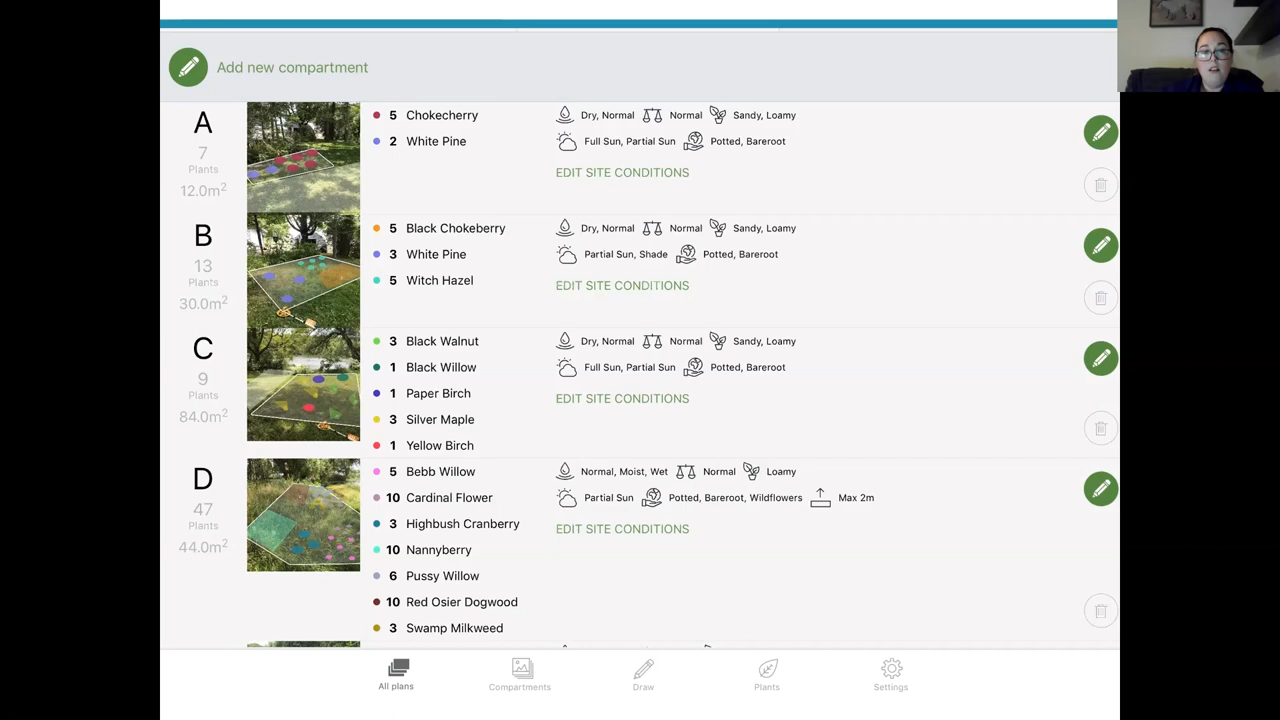 Add new compartment
A
7
Plants
12.0m²
5 Chokecherry
2 White Pine
Dry, Normal Normal Sandy, Loamy
Full Sun, Partial Sun Potted, Bareroot
EDIT SITE CONDITIONS
B
13
Plants
30.0m²
5 Black Chokeberry
3 White Pine
5 Witch Hazel
Dry, Normal Normal Sandy, Loamy
Partial Sun, Shade Potted, Bareroot
EDIT SITE CONDITIONS
C
9
Plants
84.0m²
3 Black Walnut
1 Black Willow
1 Paper Birch
3 Silver Maple
1 Yellow Birch
Dry, Normal Normal Sandy, Loamy
Full Sun, Partial Sun Potted, Bareroot
EDIT SITE CONDITIONS
D
47
Plants
44.0m²
5 Bebb Willow
10 Cardinal Flower
3 Highbush Cranberry
10 Nannyberry
6 Pussy Willow
10 Red Osier Dogwood
3 Swamp Milkweed
Normal, Moist, Wet Normal Loamy
Partial Sun Potted, Bareroot, Wildflowers Max 2m
EDIT SITE CONDITIONS
All plans Compartments Draw Plants Settings